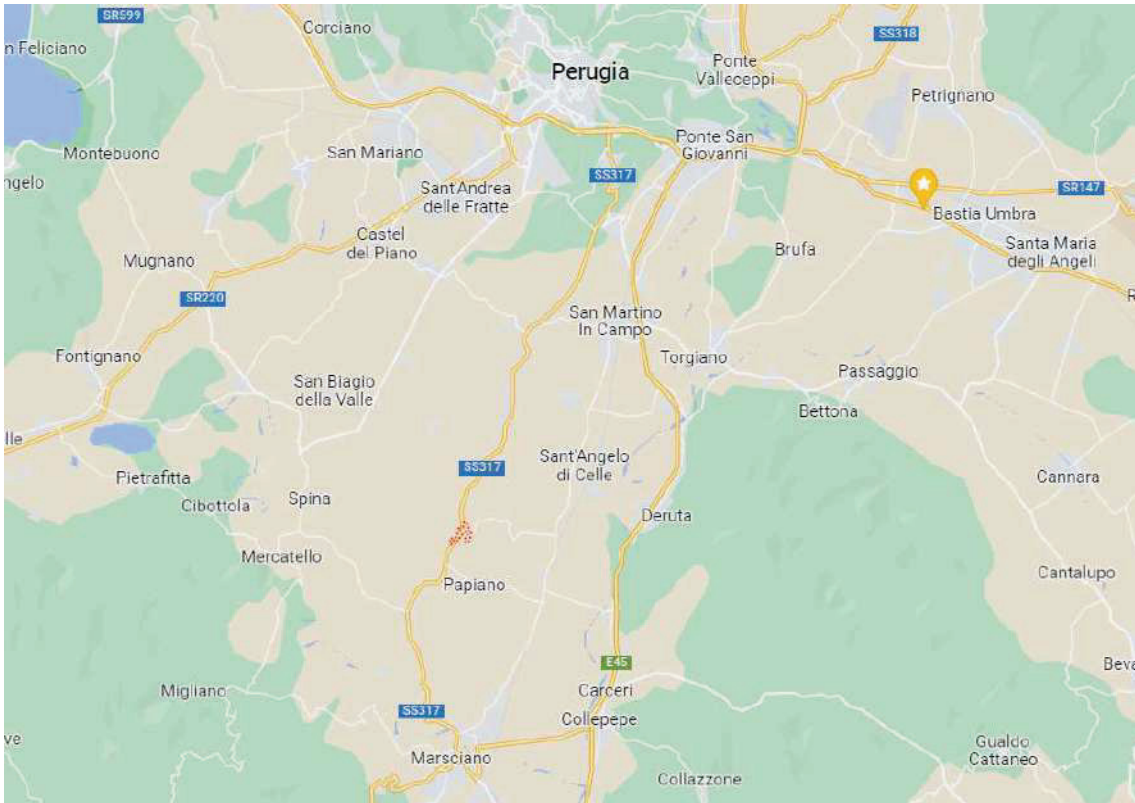 SR599
Corciano
SS318
n Feliciano
Perugia
Ponte
Valleceppi
Petrignano
Montebuono
San Mariano
Ponte San
Giovanni
ngelo
SS317
Sant'Andrea
delle Fratte
SR147
Bastia Umbra
Castel
del Piano
Brufa
Santa Maria
degli Angeli
Mugnano
SR220
San Martino
In Campo
R
Fontignano
Torgiano
Passaggio
San Biagio
della Valle
Bettona
lle
Sant'Angelo
di Celle
SS317
Pietrafitta
Cannara
Cibottola
Spina
Deruta
Mercatello
Papiano
Cantalupo
E45
Beva
Migliano
Carceri
SS317
Collepepe
ve
Marsciano
Gualdo
Cattaneo
Collazzone